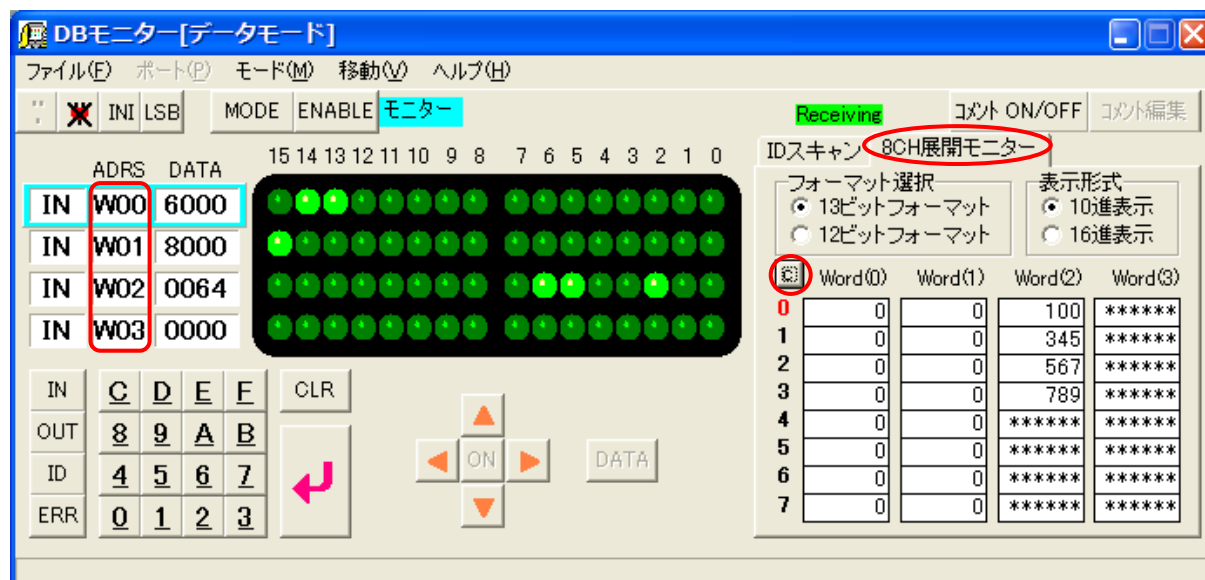 DBモニター[データモード]
ファイル(F) ポート(P) モード(M) 移動(V) ヘルプ(H)
INI LSB MODE ENABLE モニター Receiving コメント ON/OFF コメント編集
IDスキャン 8CH展開モニター
ADRS DATA 15 14 13 12 11 10 9 8 7 6 5 4 3 2 1 0
フォーマット選択 表示形式
IN W00 6000 13ビットフォーマット 10進表示
IN W01 8000 12ビットフォーマット 16進表示
IN W02 0064 C Word(0) Word(1) Word(2) Word(3)
IN W03 0000
0 0 0 100 ******
1 0 0 345 ******
2 0 0 567 ******
3 0 0 789 ******
4 0 0 ****** ******
5 0 0 ****** ******
6 0 0 ****** ******
7 0 0 ****** ******
IN C D E F CLR
OUT 8 9 A B
ID 4 5 6 7 ON DATA
ERR 0 1 2 3